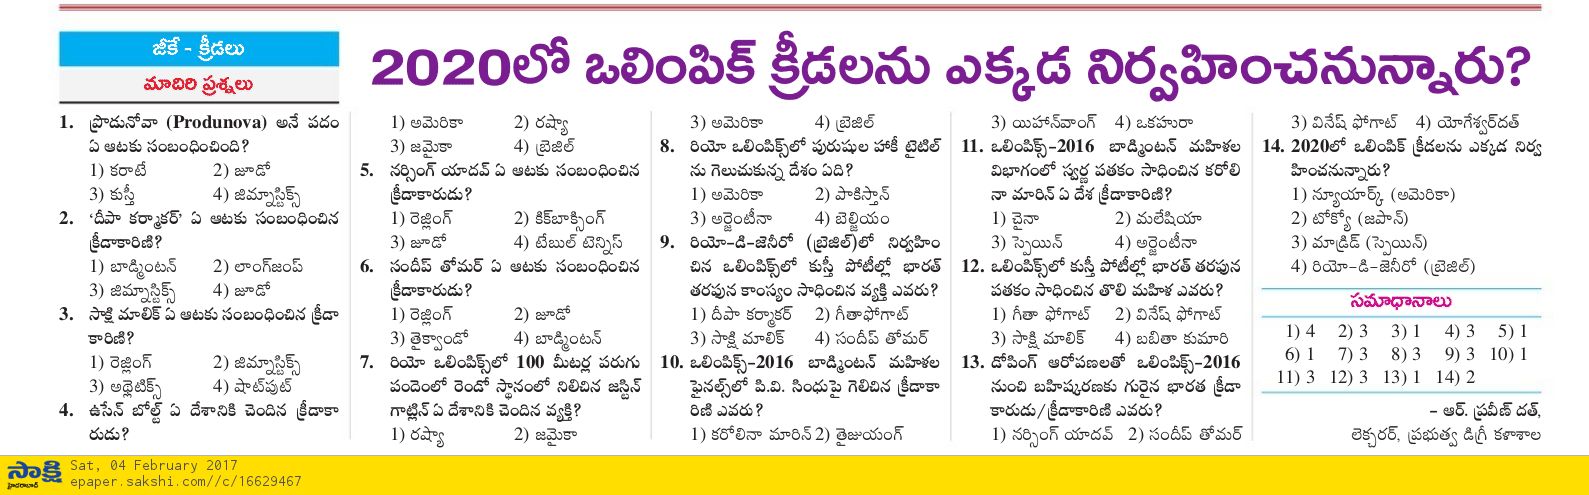 జీకే - క్రీడలు
మాదిరి ప్రశ్నలు
2020లో ఒలింపిక్ క్రీడలను ఎక్కడ నిర్వహించనున్నారు?
1. ప్రొడునోవా (Produnova) అనే పదం
ఏ ఆటకు సంబంధించింది?
1) కరాటే 2) జూడో
3) కుస్తీ 4) జిమ్నాస్టిక్స్
2. ‘దీపా కర్మాకర్’ ఏ ఆటకు సంబంధించిన
క్రీడాకారిణి?
1) బాడ్మింటన్ 2) లాంగ్‌జంప్
3) జిమ్నాస్టిక్స్ 4) జూడో
3. సాక్షి మాలిక్ ఏ ఆటకు సంబంధించిన క్రీడా
కారిణి?
1) రెజ్లింగ్ 2) జిమ్నాస్టిక్స్
3) అథ్లెటిక్స్ 4) షాట్‌పుట్
4. ఉసేన్ బోల్ట్ ఏ దేశానికి చెందిన క్రీడాకా
రుడు?
1) అమెరికా 2) రష్యా
3) జమైకా 4) బ్రెజిల్
5. నర్సింగ్ యాదవ్ ఏ ఆటకు సంబంధించిన
క్రీడాకారుడు?
1) రెజ్లింగ్ 2) కిక్‌బాక్సింగ్
3) జూడో 4) టేబుల్ టెన్నిస్
6. సందీప్ తోమర్ ఏ ఆటకు సంబంధించిన
క్రీడాకారుడు?
1) రెజ్లింగ్ 2) జూడో
3) తైక్వాండో 4) బాడ్మింటన్
7. రియో ఒలింపిక్స్‌లో 100 మీటర్ల పరుగు
పందెంలో రెండో స్థానంలో నిలిచిన జస్టిన్
గాట్లిన్ ఏ దేశానికి చెందిన వ్యక్తి?
1) రష్యా 2) జమైకా
3) అమెరికా 4) బ్రెజిల్
8. రియో ఒలింపిక్స్‌లో పురుషుల హాకీ టైటిల్
ను గెలుచుకున్న దేశం ఏది?
1) అమెరికా 2) పాకిస్తాన్
3) అర్జెంటీనా 4) బెల్జియం
9. రియో-డి-జెనీరో (బ్రెజిల్)లో నిర్వహిం
చిన ఒలింపిక్స్‌లో కుస్తీ పోటీల్లో భారత్
తరఫున కాంస్యం సాధించిన వ్యక్తి ఎవరు?
1) దీపా కర్మాకర్ 2) గీతాఫోగాట్
3) సాక్షి మాలిక్ 4) సందీప్ తోమర్
10. ఒలింపిక్స్-2016 బాడ్మింటన్ మహిళల
ఫైనల్స్‌లో పి.వి. సింధుపై గెలిచిన క్రీడాకా
రిణి ఎవరు?
1) కరోలినా మారిన్ 2) తైజుయంగ్
3) యిహాన్‌వాంగ్ 4) ఒకహురా
11. ఒలింపిక్స్-2016 బాడ్మింటన్ మహిళల
విభాగంలో స్వర్ణ పతకం సాధించిన కరోలి
నా మారిన్ ఏ దేశ క్రీడాకారిణి?
1) చైనా 2) మలేషియా
3) స్పెయిన్ 4) అర్జెంటీనా
12. ఒలింపిక్స్‌లో కుస్తీ పోటీల్లో భారత్ తరఫున
పతకం సాధించిన తొలి మహిళ ఎవరు?
1) గీతా ఫోగాట్ 2) వినేష్ ఫోగాట్
3) సాక్షి మాలిక్ 4) బబితా కుమారి
13. డోపింగ్ ఆరోపణలతో ఒలింపిక్స్-2016
నుంచి బహిష్కరణకు గురైన భారత క్రీడా
కారుడు/క్రీడాకారిణి ఎవరు?
1) నర్సింగ్ యాదవ్ 2) సందీప్ తోమర్
3) వినేష్ ఫోగాట్ 4) యోగేశ్వర్‌దత్
14. 2020లో ఒలింపిక్ క్రీడలను ఎక్కడ నిర్వ
హించనున్నారు?
1) న్యూయార్క్ (అమెరికా)
2) టోక్యో (జపాన్)
3) మాడ్రిడ్ (స్పెయిన్)
4) రియో-డి-జెనీరో (బ్రెజిల్)
సమాధానాలు
1) 4 2) 3 3) 1 4) 3 5) 1
6) 1 7) 3 8) 3 9) 3 10) 1
11) 3 12) 3 13) 1 14) 2
– ఆర్. ప్రవీణ్ దత్,
లెక్చరర్, ప్రభుత్వ డిగ్రీ కళాశాల
సాక్షి
హైదరాబాద్
Sat, 04 February 2017
epaper.sakshi.com//c/16629467